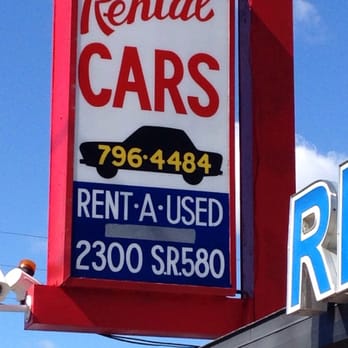 Rental
CARS
796-4484
RENT-A-USED
2300 S.R.580
R